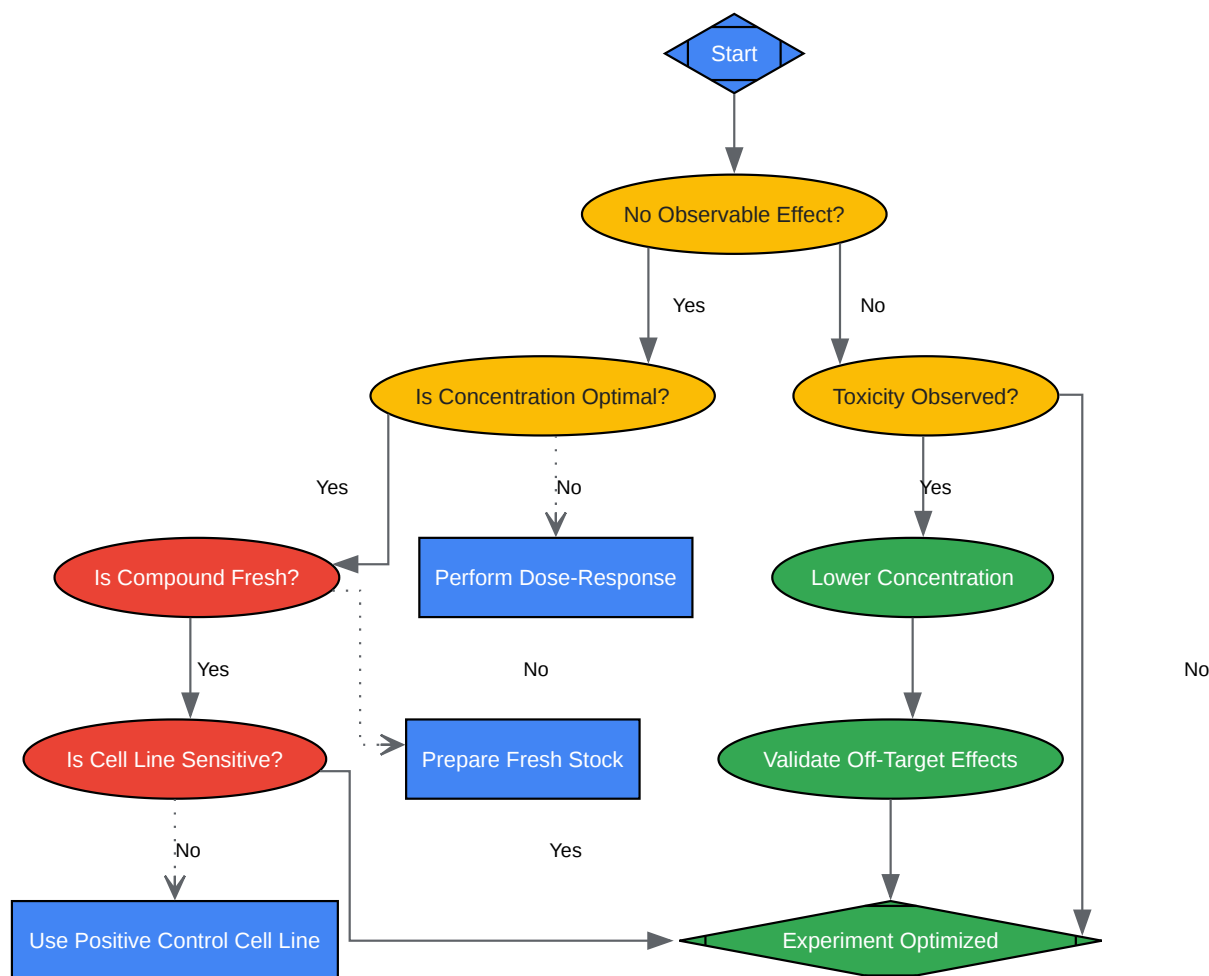 Start
No Observable Effect?
Yes
No
Is Concentration Optimal?
Toxicity Observed?
Yes
No
Yes
Is Compound Fresh?
Perform Dose-Response
Lower Concentration
Yes
No
No
Is Cell Line Sensitive?
Prepare Fresh Stock
Validate Off-Target Effects
No
Yes
Use Positive Control Cell Line
Experiment Optimized